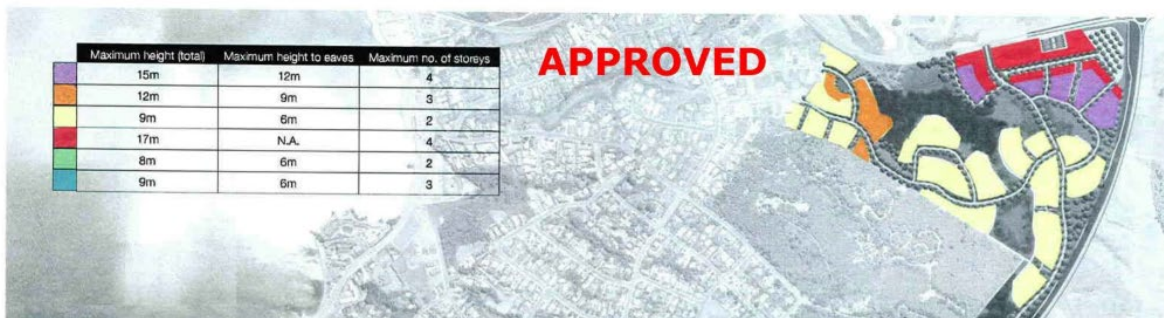 Maximum height (total) Maximum height to eaves Maximum no. of storeys
15m 12m 4
12m 9m 3
9m 6m 2
17m N.A. 4
8m 6m 2
9m 6m 3
APPROVED